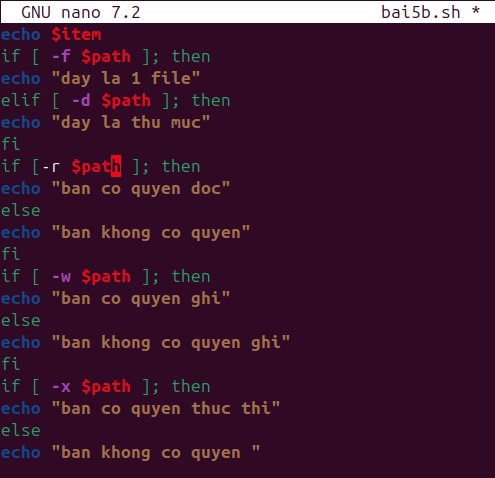 GNU nano 7.2 bai5b.sh *
echo $item
if [ -f $path ]; then
echo "day la 1 file"
elif [ -d $path ]; then
echo "day la thu muc"
fi
if [-r $path ]; then
echo "ban co quyen doc"
else
echo "ban khong co quyen"
fi
if [ -w $path ]; then
echo "ban co quyen ghi"
else
echo "ban khong co quyen ghi"
fi
if [ -x $path ]; then
echo "ban co quyen thuc thi"
else
echo "ban khong co quyen "